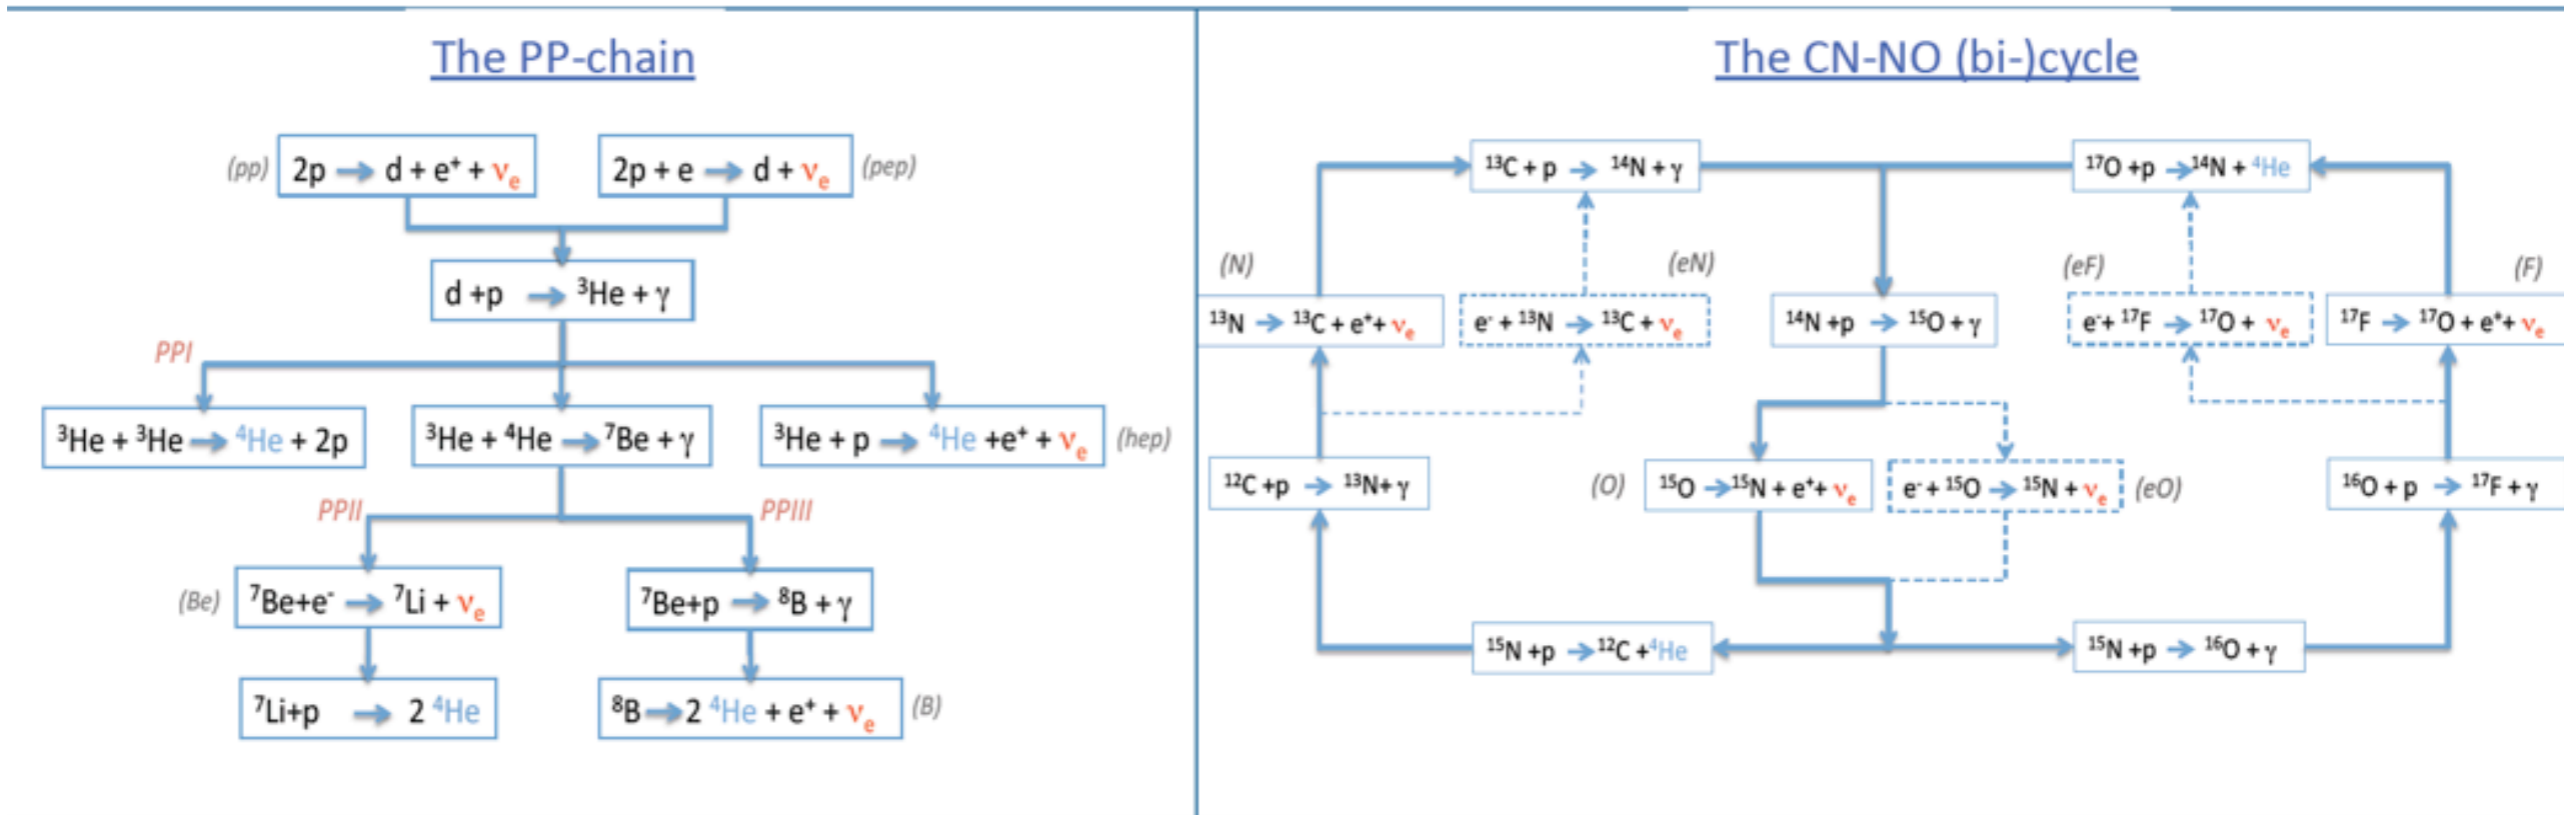 The PP-chain
(pp) 2p → d + e⁺ + νₑ
2p + e → d + νₑ (pep)
d +p → ³He + γ
PPI
³He + ³He → ⁴He + 2p
³He + ⁴He → ⁷Be + γ
³He + p → ⁴He +e⁺ + νₑ (hep)
PPII
PPIII
(Be) ⁷Be+e⁻ → ⁷Li + νₑ
⁷Be+p → ⁸B + γ
⁷Li+p → 2 ⁴He
⁸B → 2 ⁴He + e⁺ + νₑ (B)
The CN-NO (bi-)cycle
¹³C + p → ¹⁴N + γ
¹⁷O +p → ¹⁴N + ⁴He
(N)
(eN)
(eF)
(F)
¹³N → ¹³C + e⁺+ νₑ
e⁻ + ¹³N → ¹³C + νₑ
¹⁴N +p → ¹⁵O + γ
e⁻+ ¹⁷F → ¹⁷O + νₑ
¹⁷F → ¹⁷O + e⁺+ νₑ
¹²C +p → ¹³N+ γ
(O) ¹⁵O → ¹⁵N + e⁺+ νₑ
e⁻ + ¹⁵O → ¹⁵N + νₑ (eO)
¹⁶O + p → ¹⁷F + γ
¹⁵N +p → ¹²C +⁴He
¹⁵N +p → ¹⁶O + γ